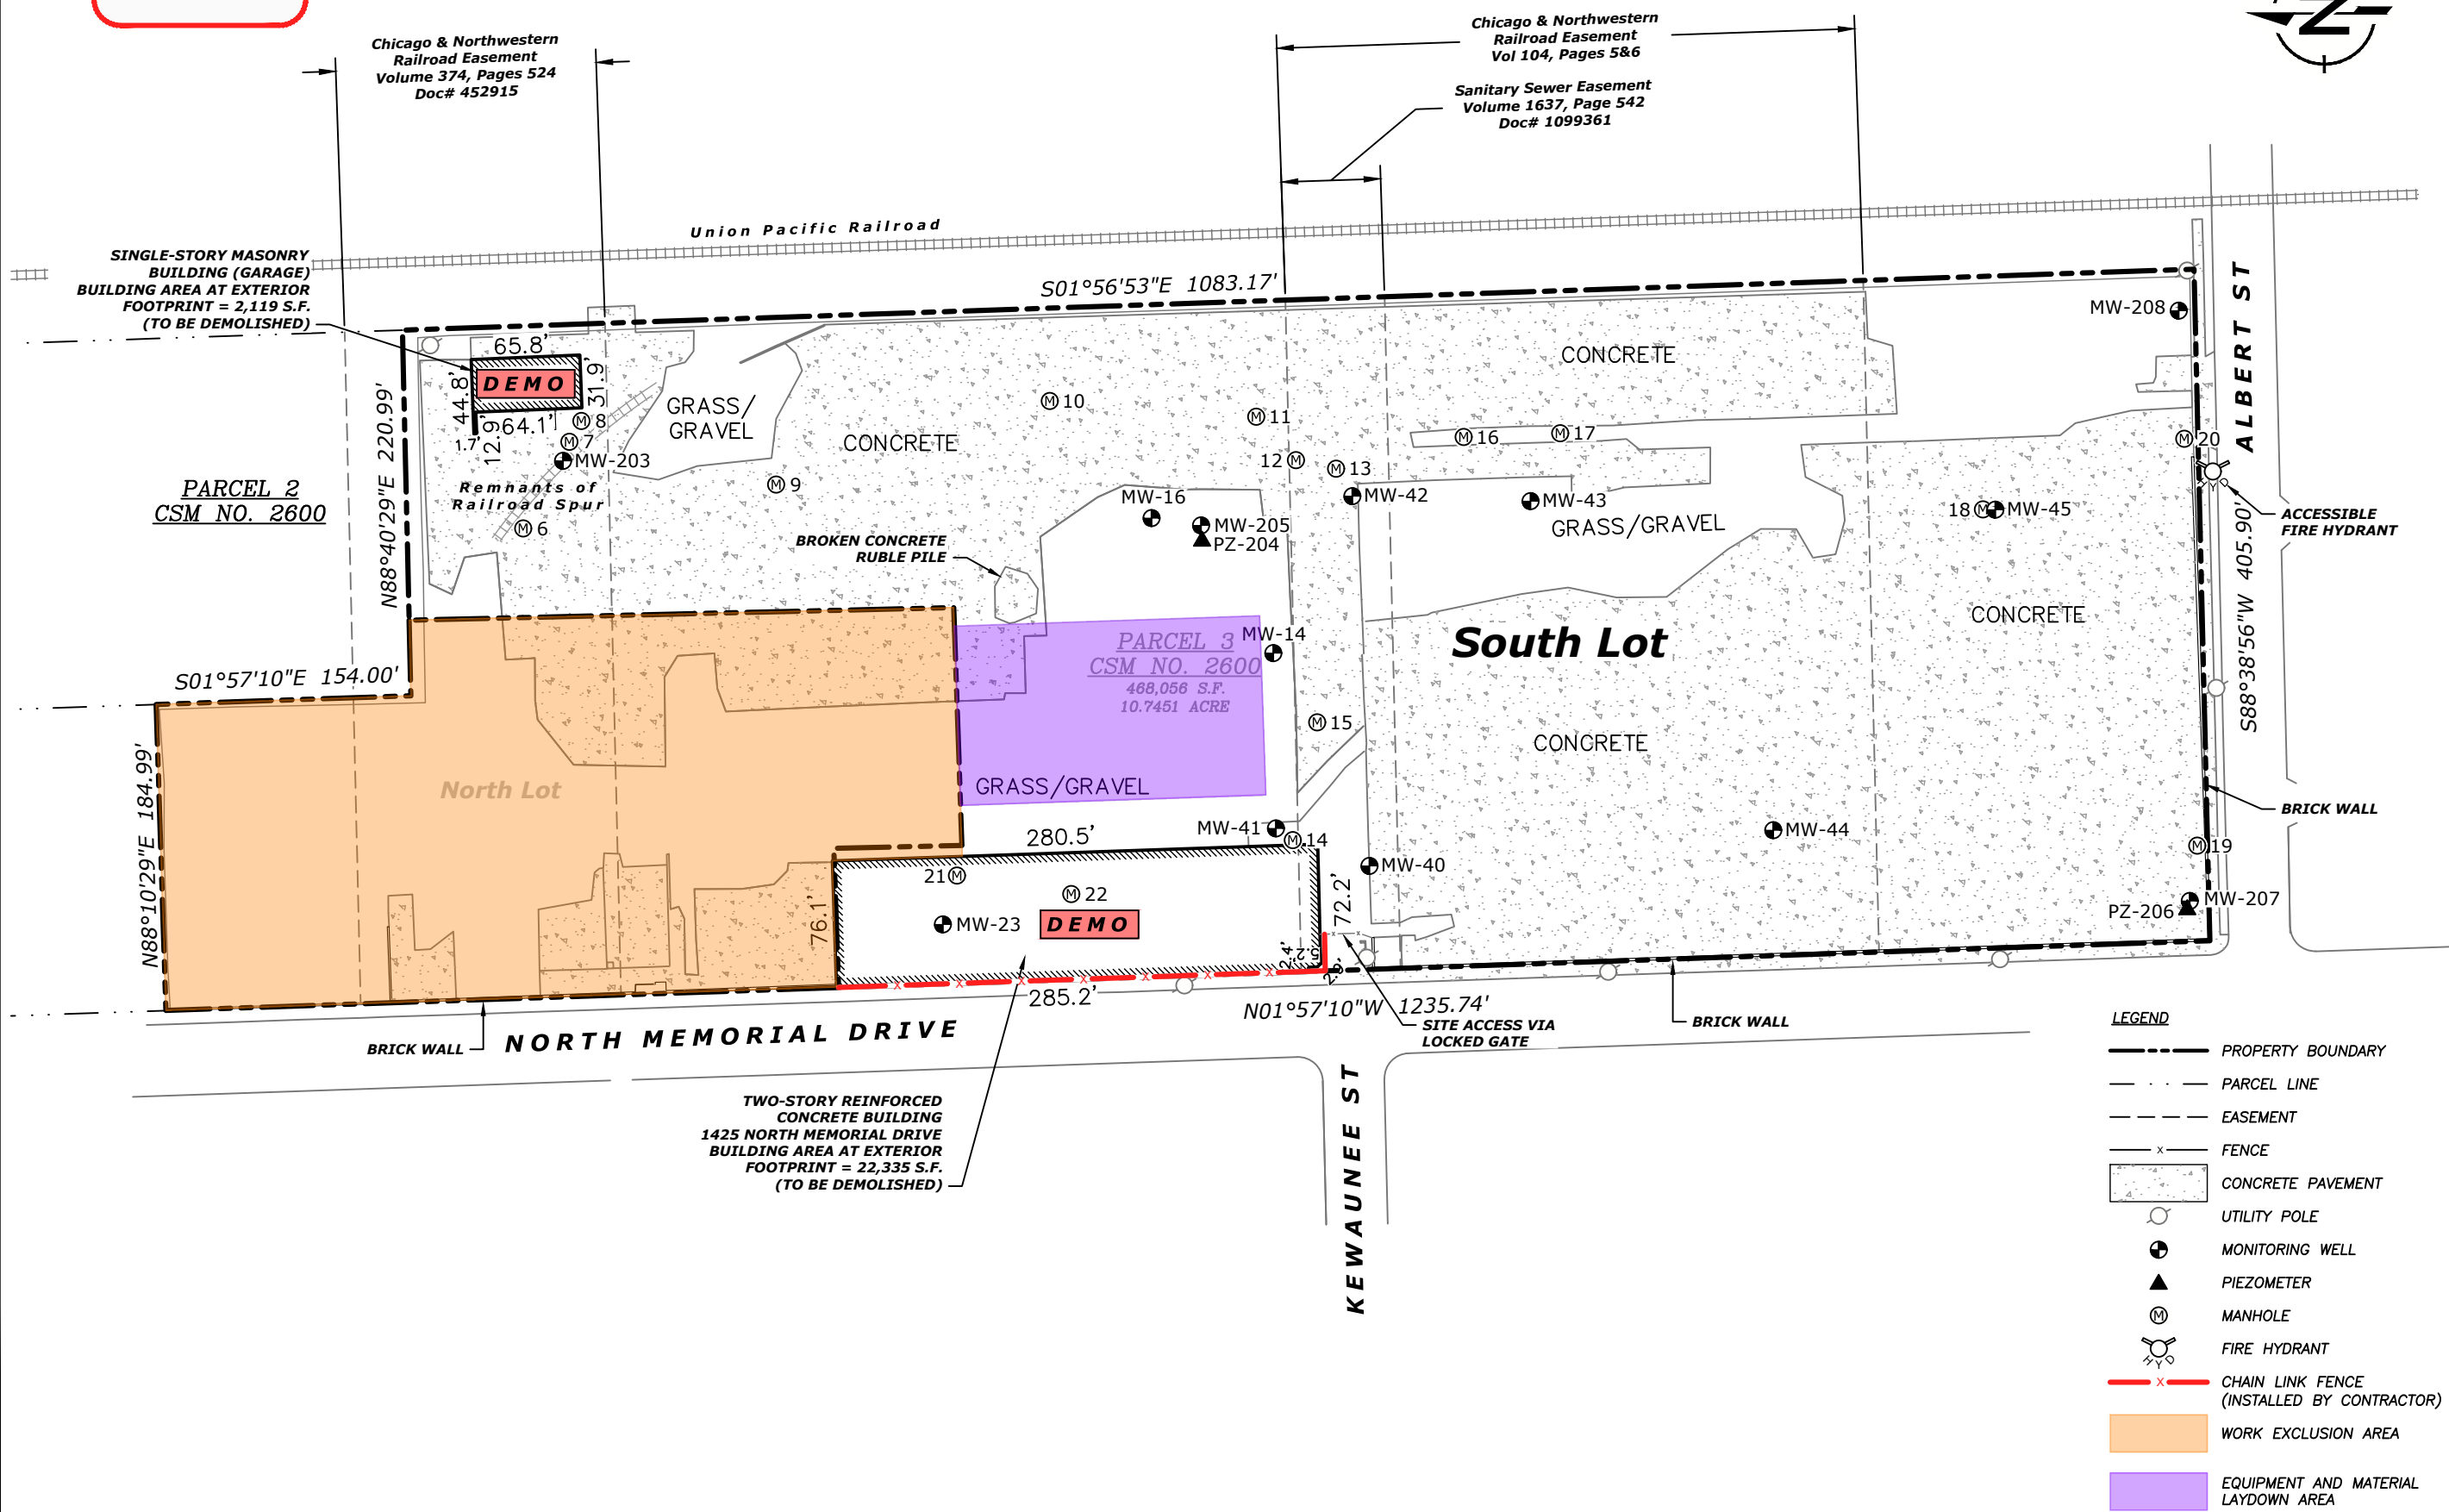 Chicago & Northwestern
Railroad Easement
Volume 374, Pages 524
Doc# 452915
Chicago & Northwestern
Railroad Easement
Vol 104, Pages 5&6
Sanitary Sewer Easement
Volume 1637, Page 542
Doc# 1099361
Z
Union Pacific Railroad
SINGLE-STORY MASONRY
BUILDING (GARAGE)
BUILDING AREA AT EXTERIOR
FOOTPRINT = 2,119 S.F.
(TO BE DEMOLISHED)
S01°56'53"E 1083.17'
MW-208
ALBERT ST
65.8'
DEMO
44.8'
31.9'
64.1'
12.9'
1.7'
M 8
M 7
MW-203
GRASS/
GRAVEL
CONCRETE
CONCRETE
M 10
M 11
12 M
M 13
M 16
M 17
M 20
M 9
Remnants of
Railroad Spur
M 6
N88°40'29"E 220.99'
PARCEL 2
CSM NO. 2600
MW-16
MW-205
PZ-204
MW-42
MW-43
GRASS/GRAVEL
18 M
MW-45
HYD
ACCESSIBLE
FIRE HYDRANT
BROKEN CONCRETE
RUBLE PILE
S88°38'56"W 405.90'
CONCRETE
South Lot
MW-14
PARCEL 3
CSM NO. 2600
468,056 S.F.
10.7451 ACRE
S01°57'10"E 154.00'
M 15
CONCRETE
N88°10'29"E 184.99'
North Lot
GRASS/GRAVEL
BRICK WALL
280.5'
MW-41
M 14
MW-44
M 19
MW-40
21 M
M 22
MW-23
DEMO
76.1'
72.2'
MW-207
PZ-206
2.4'
5.2'
2.0'
285.2'
N01°57'10"W 1235.74'
SITE ACCESS VIA
LOCKED GATE
BRICK WALL
BRICK WALL
NORTH MEMORIAL DRIVE
KEWAUNEE ST
TWO-STORY REINFORCED
CONCRETE BUILDING
1425 NORTH MEMORIAL DRIVE
BUILDING AREA AT EXTERIOR
FOOTPRINT = 22,335 S.F.
(TO BE DEMOLISHED)
LEGEND
PROPERTY BOUNDARY
PARCEL LINE
EASEMENT
x FENCE
CONCRETE PAVEMENT
UTILITY POLE
MONITORING WELL
PIEZOMETER
M MANHOLE
HYD FIRE HYDRANT
x CHAIN LINK FENCE
(INSTALLED BY CONTRACTOR)
WORK EXCLUSION AREA
EQUIPMENT AND MATERIAL
LAYDOWN AREA